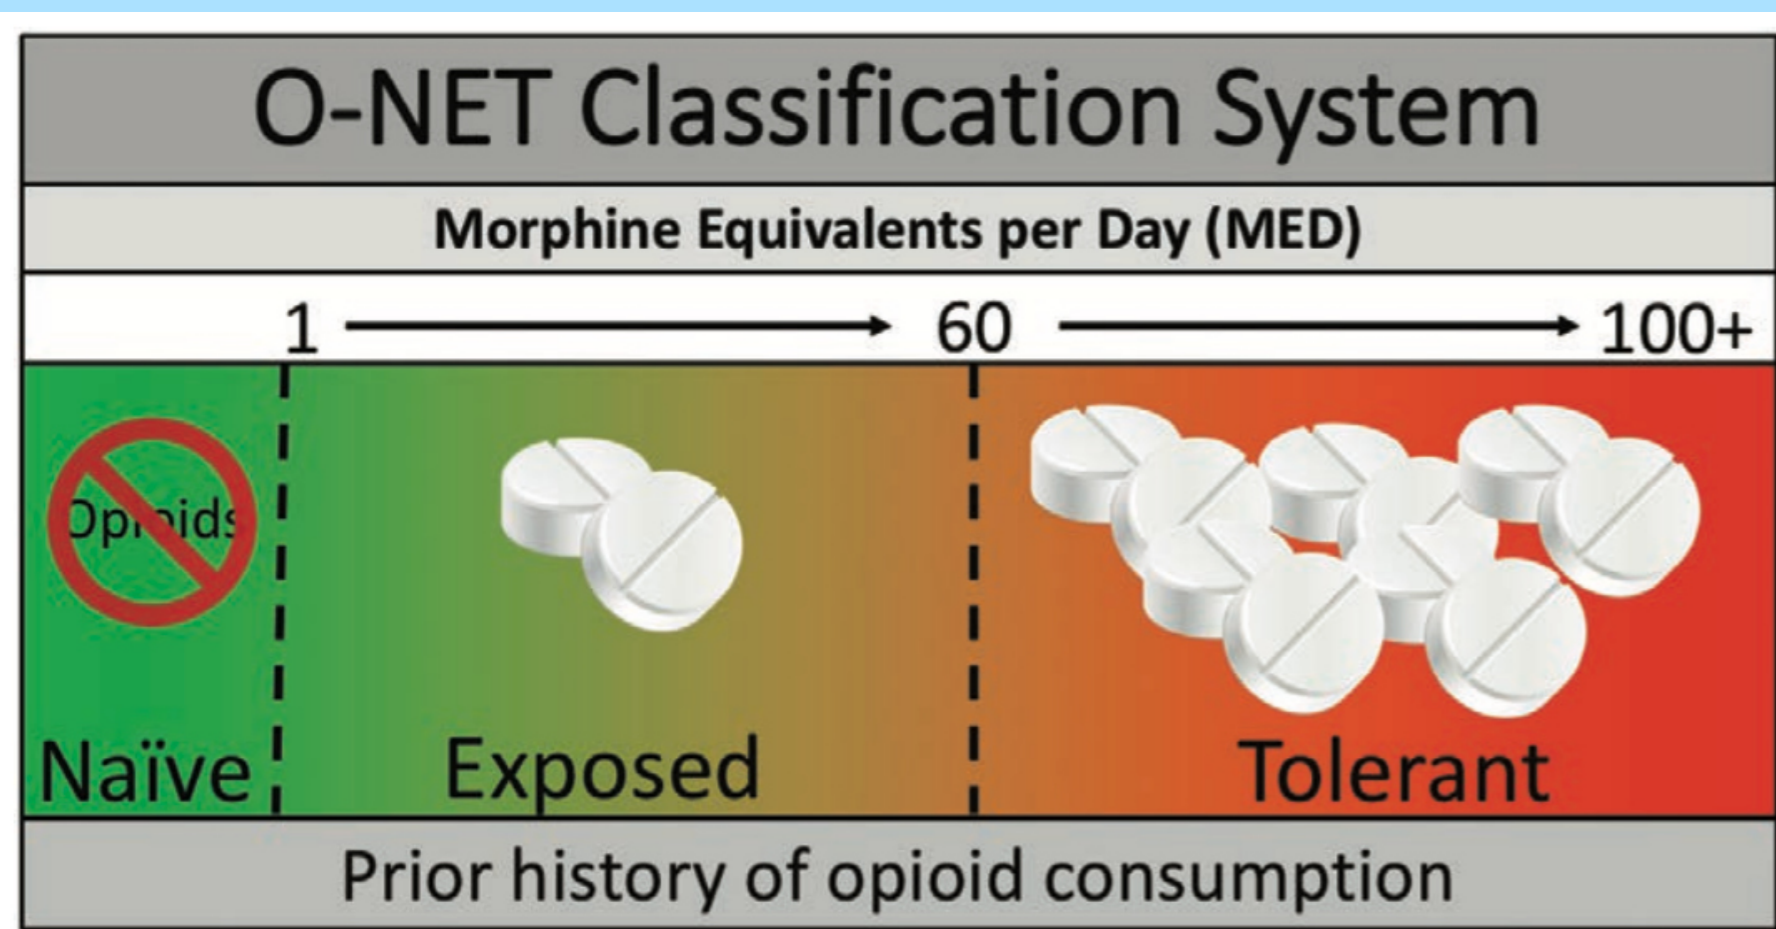 O-NET Classification System
Morphine Equivalents per Day (MED)
1 60 100+
Opioids
Naïve Exposed Tolerant
Prior history of opioid consumption